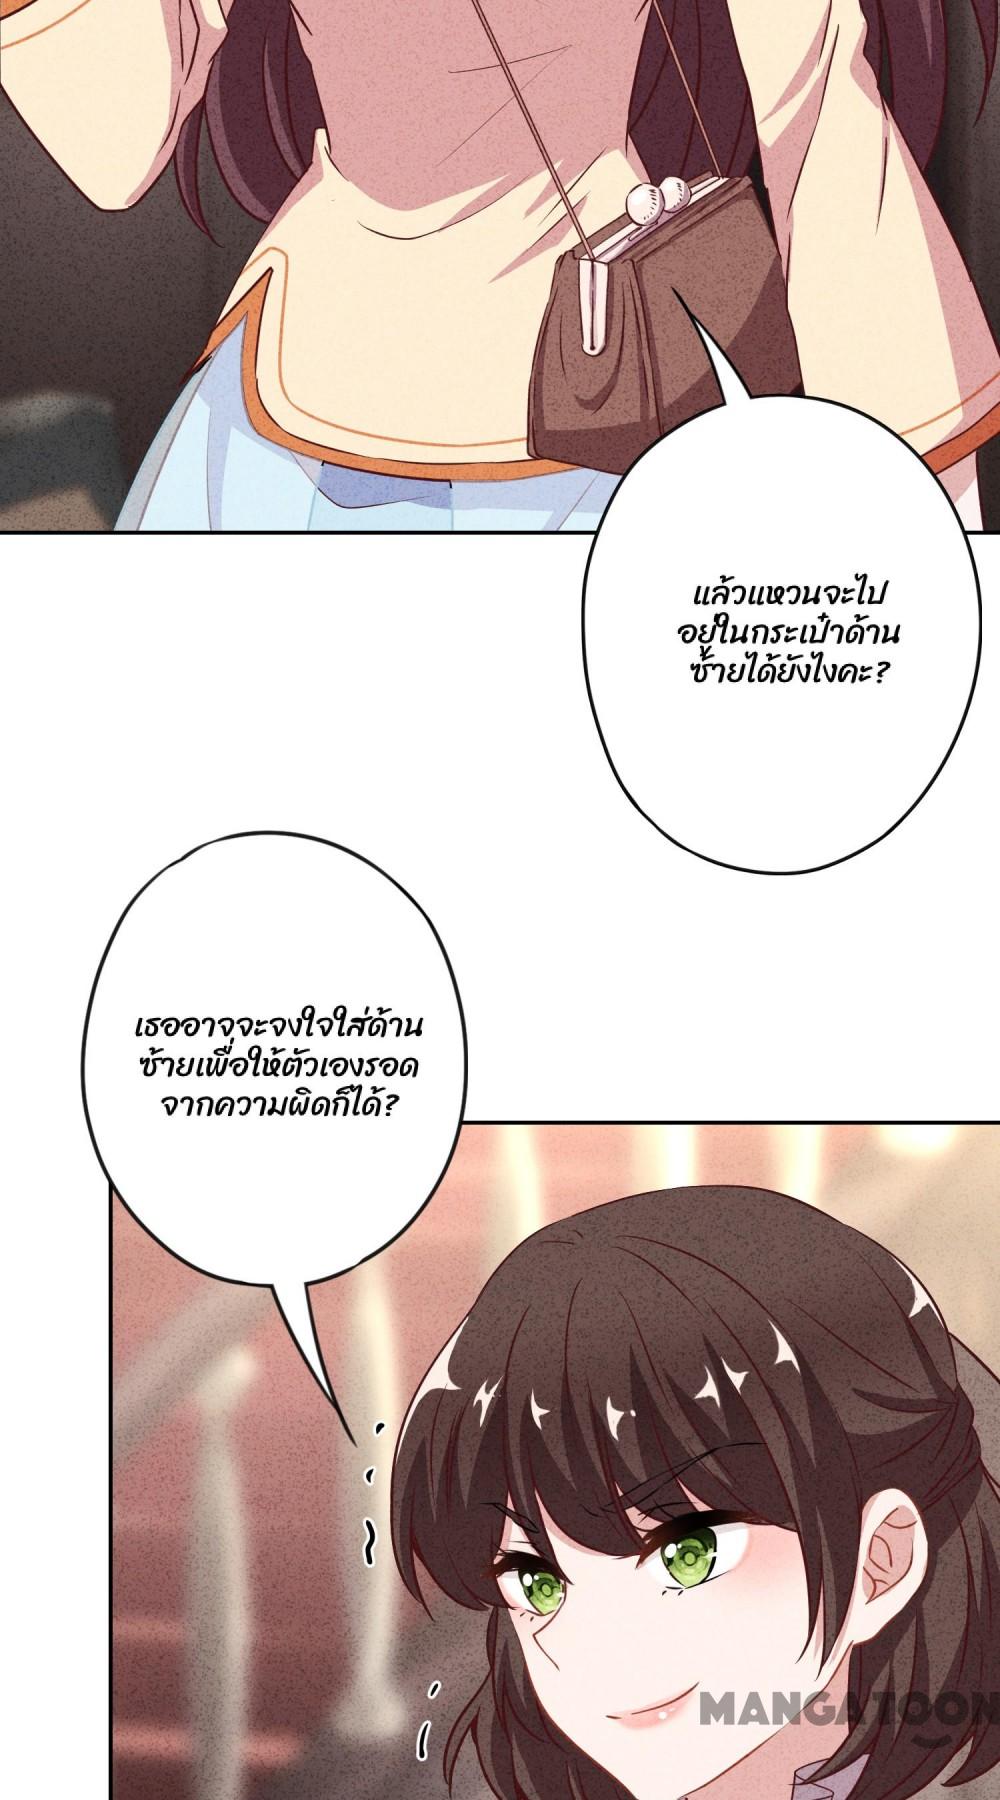 แล้วแหวนจะไป
อยู่ในกระเป๋าด้าน
ซ้ายได้ยังไงคะ?
เธออาจจะจงใจใส่ด้าน
ซ้ายเพื่อให้ตัวเองรอด
จากความผิดก็ได้?
MANGATOON